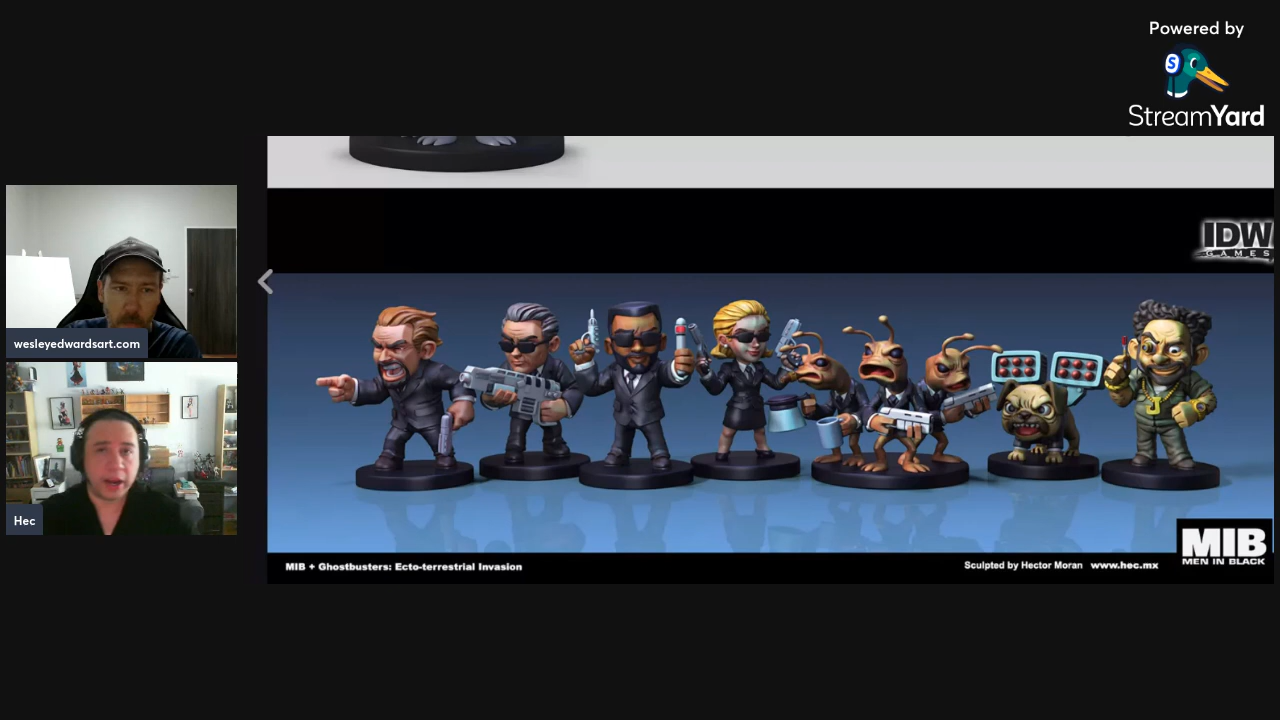 Powered by
StreamYard
wesleyedwardsart.com
Hec
IDW
GAMES
MIB
MEN IN BLACK
MIB + Ghostbusters: Ecto-terrestrial Invasion
Sculpted by Hector Moran www.hec.mx